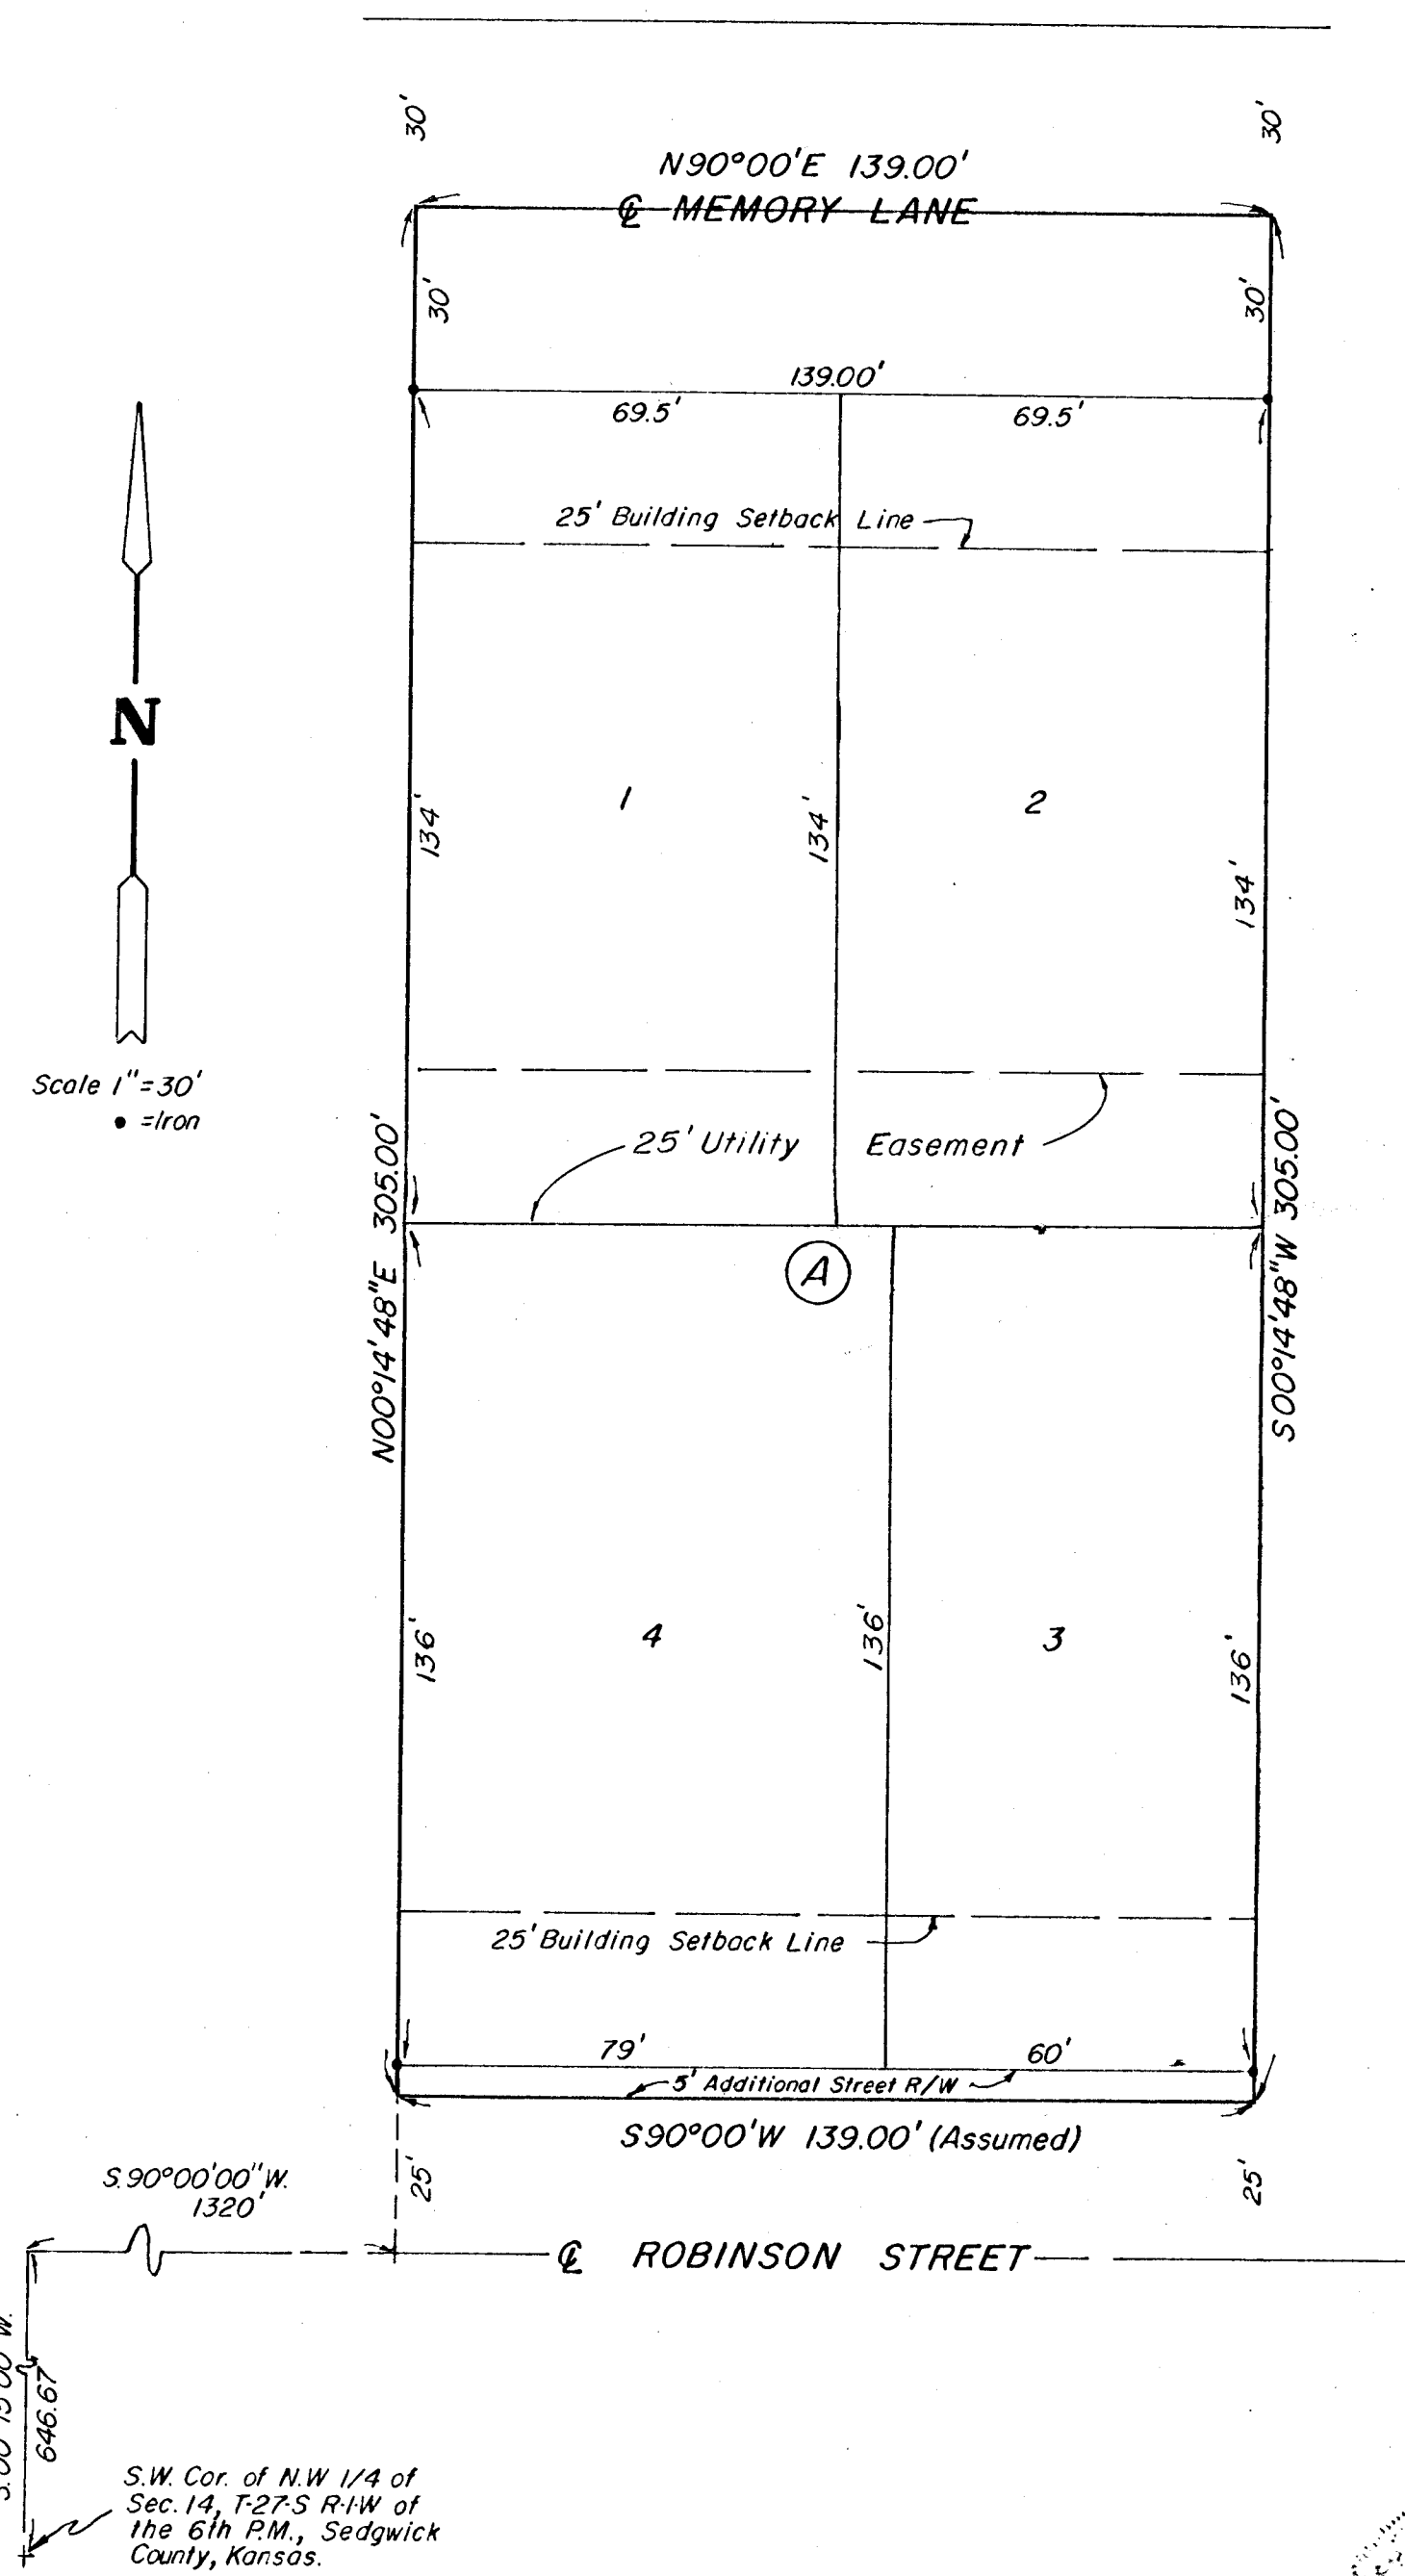 30'
30'
N90°00'E 139.00'
℄ MEMORY LANE
30'
30'
139.00'
69.5'
69.5'
25' Building Setback Line
N
1
2
134'
134'
134'
Scale 1"=30'
• =Iron
25' Utility Easement
N00°14'48"E 305.00'
S00°14'48"W 305.00'
A
4
3
136'
136'
136'
25' Building Setback Line
79'
60'
5' Additional Street R/W
S90°00'W 139.00' (Assumed)
25'
25'
S.90°00'00"W.
1320'
℄ ROBINSON STREET
646.67
S.W. Cor. of N.W 1/4 of
Sec. 14, T-27-S R-1-W of
the 6th P.M., Sedgwick
County, Kansas.